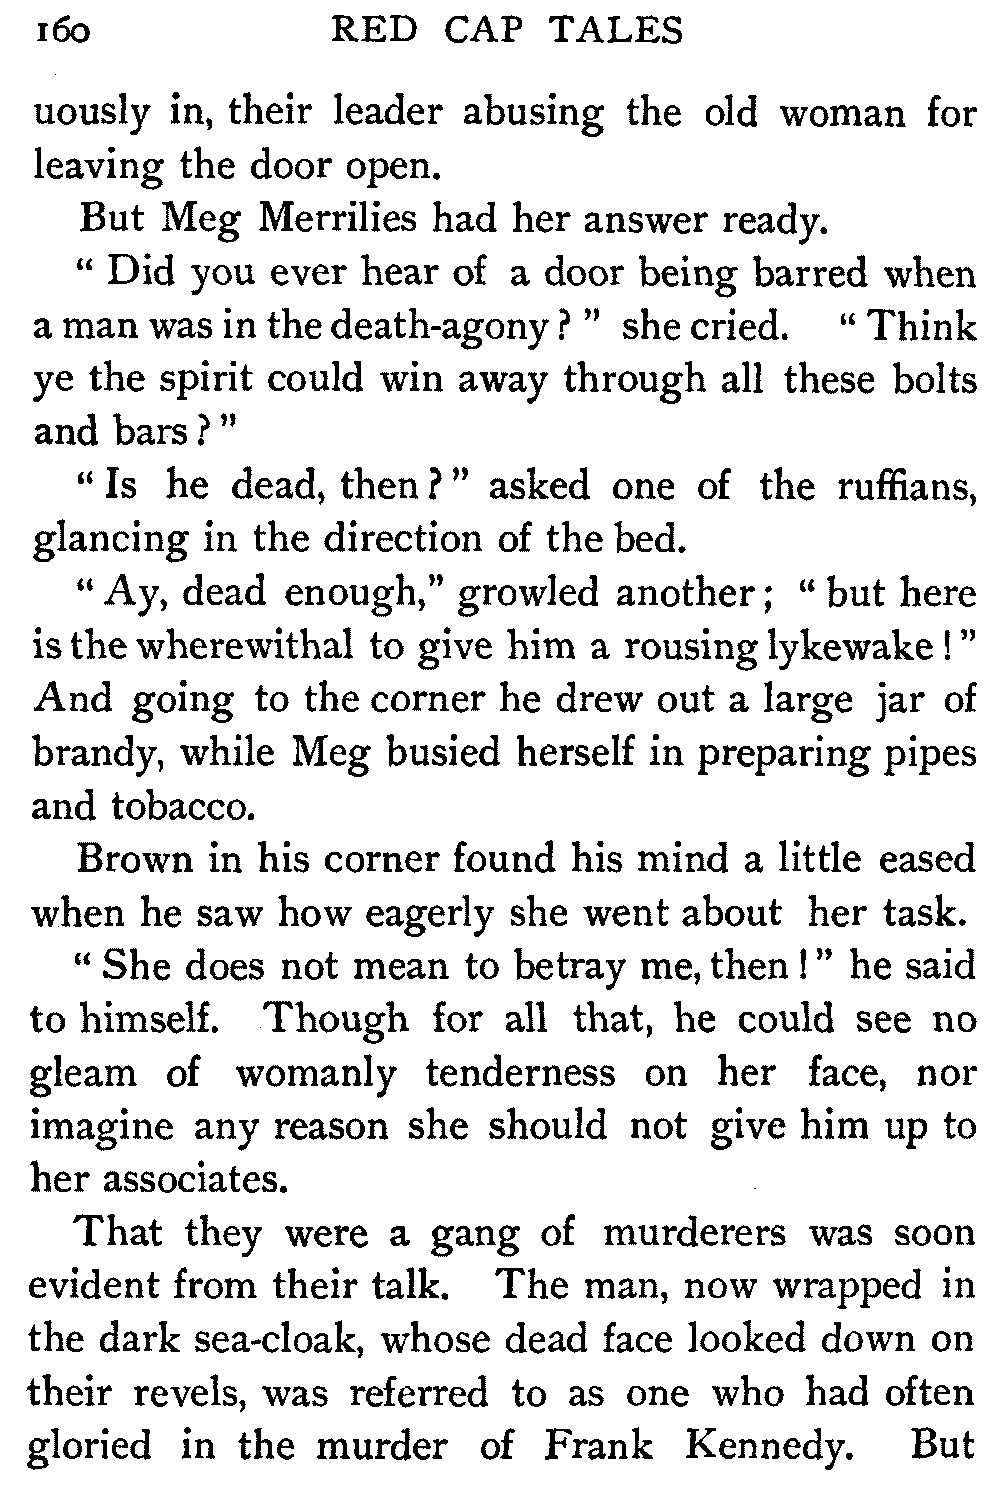 160 RED CAP TALES
uously in, their leader abusing the old woman for
leaving the door open.
But Meg Merrilies had her answer ready.
“ Did you ever hear of a door being barred when
a man was in the death-agony ? ” she cried. “ Think
ye the spirit could win away through all these bolts
and bars ? ”
“ Is he dead, then ? ” asked one of the ruffians,
glancing in the direction of the bed.
“ Ay, dead enough,” growled another ; “ but here
is the wherewithal to give him a rousing lykewake ! ”
And going to the corner he drew out a large jar of
brandy, while Meg busied herself in preparing pipes
and tobacco.
Brown in his corner found his mind a little eased
when he saw how eagerly she went about her task.
“ She does not mean to betray me, then ! ” he said
to himself. Though for all that, he could see no
gleam of womanly tenderness on her face, nor
imagine any reason she should not give him up to
her associates.
That they were a gang of murderers was soon
evident from their talk. The man, now wrapped in
the dark sea-cloak, whose dead face looked down on
their revels, was referred to as one who had often
gloried in the murder of Frank Kennedy. But